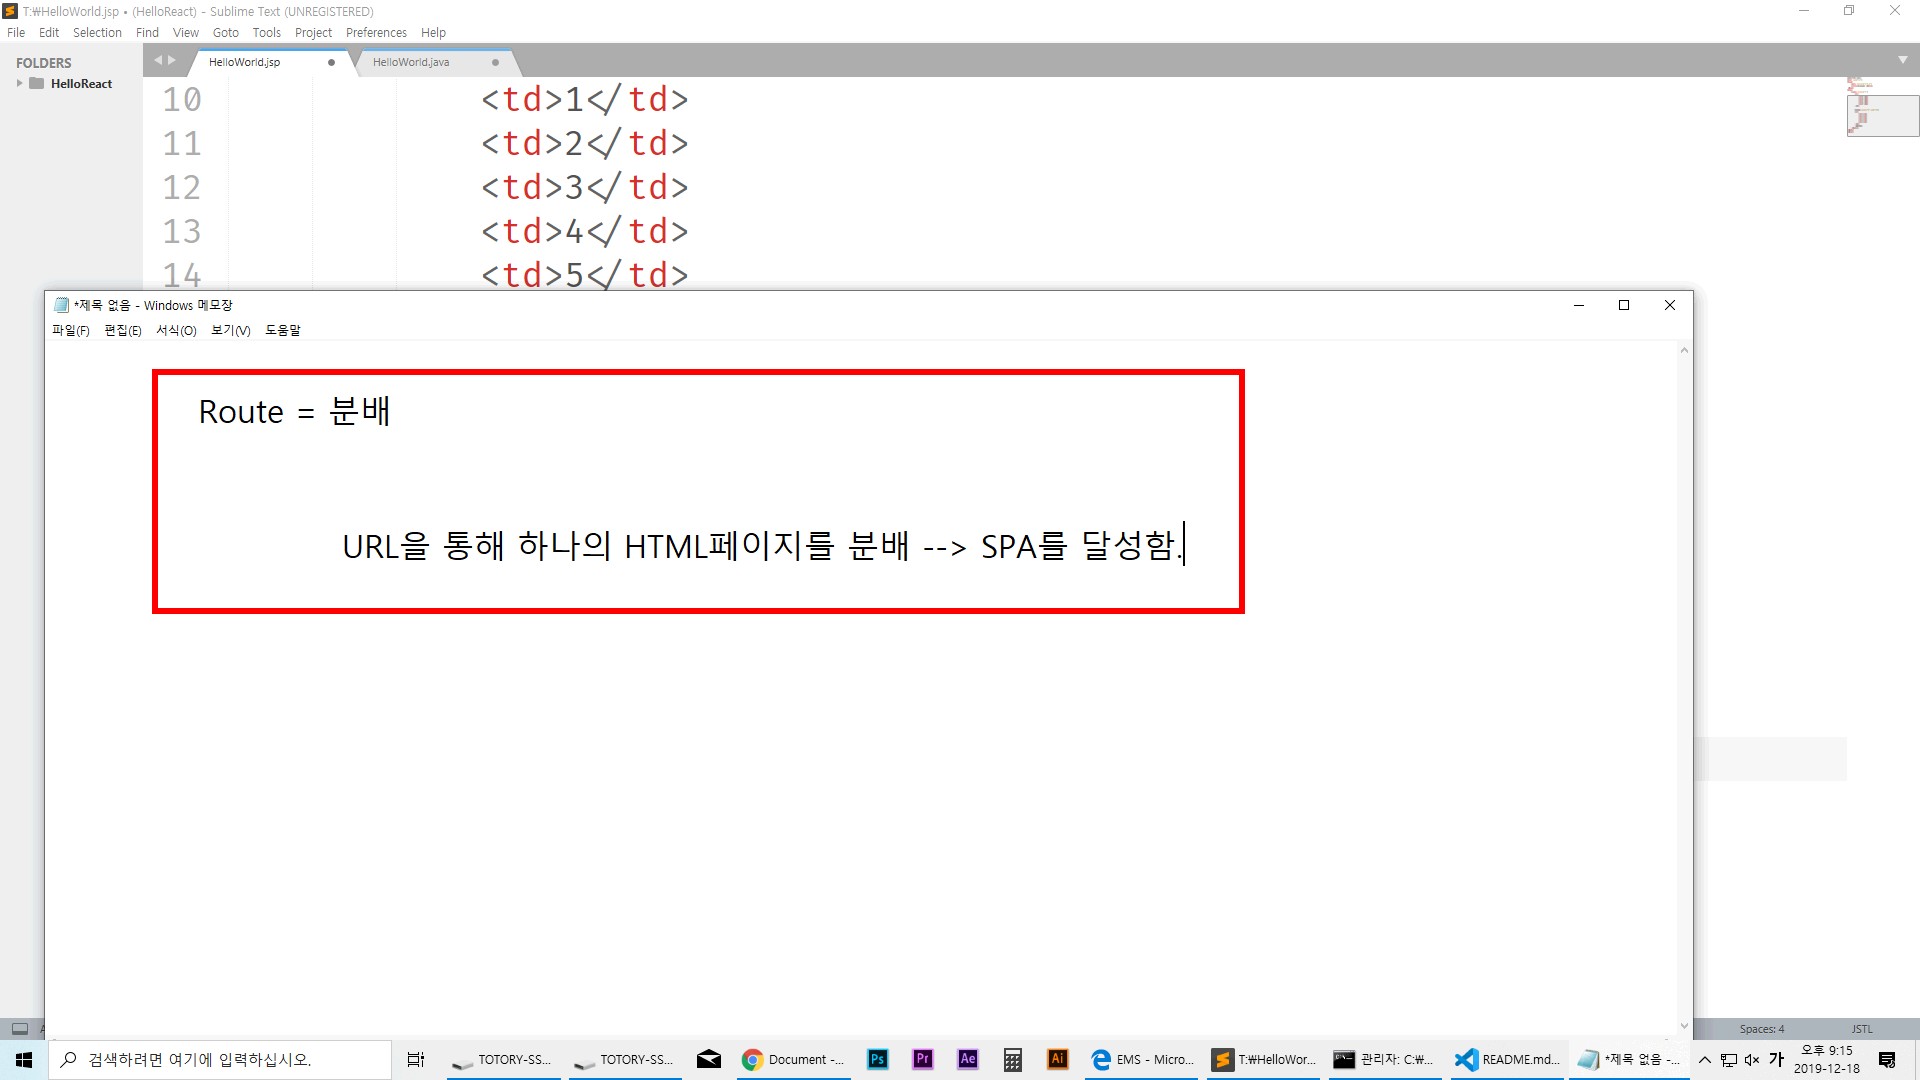 T:₩HelloWorld.jsp • (HelloReact) - Sublime Text (UNREGISTERED)
File Edit Selection Find View Goto Tools Project Preferences Help
FOLDERS
HelloReact
HelloWorld.jsp
HelloWorld.java
10 <td>1</td>
11 <td>2</td>
12 <td>3</td>
13 <td>4</td>
14 <td>5</td>
*제목 없음 - Windows 메모장
파일(F) 편집(E) 서식(O) 보기(V) 도움말
Route = 분배
URL을 통해 하나의 HTML페이지를 분배 --> SPA를 달성함.
Spaces: 4 JSTL
검색하려면 여기에 입력하십시오.
TOTORY-SS...
TOTORY-SS...
Document -...
Ps
Pr
Ae
Ai
EMS - Micro...
T:₩HelloWor...
관리자: C:₩...
README.md...
*제목 없음 -...
가
오후 9:15
2019-12-18